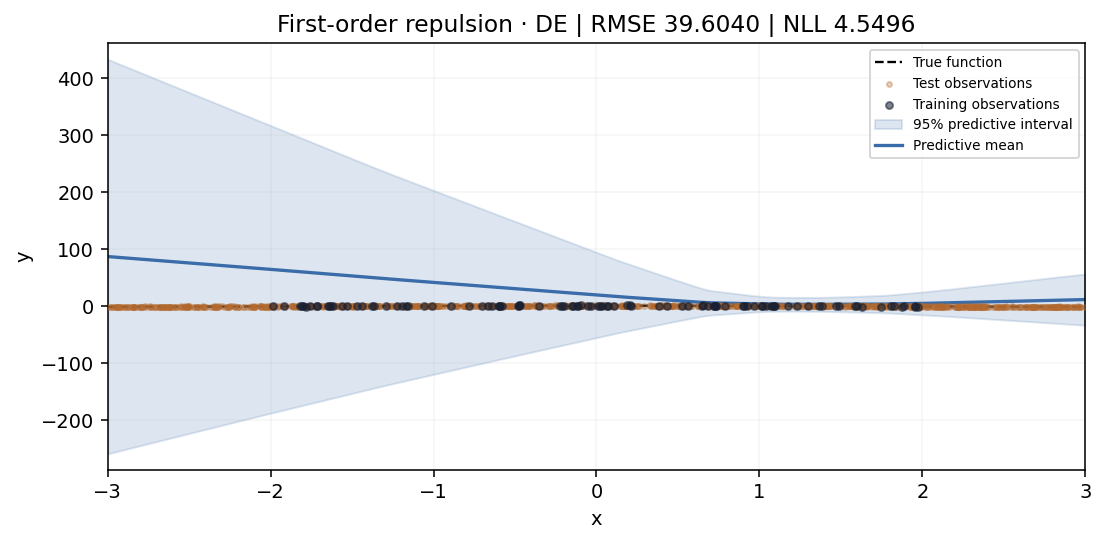 First-order repulsion · DE | RMSE 39.6040 | NLL 4.5496
True function
Test observations
Training observations
95% predictive interval
Predictive mean
400
300
200
100
0
−100
−200
y
−3
−2
−1
0
1
2
3
x